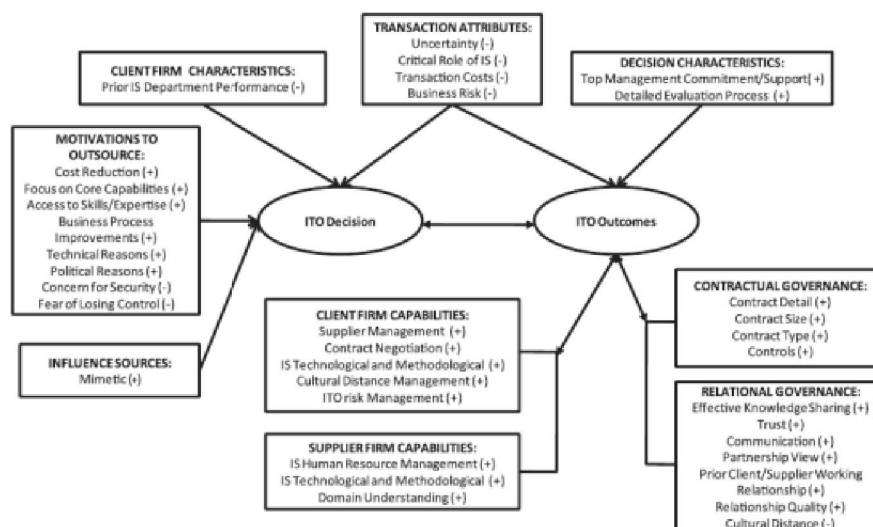 TRANSACTION ATTRIBUTES:
Uncertainty (-)
Critical Role of IS (-)
Transaction Costs (-)
Business Risk (-)
CLIENT FIRM CHARACTERISTICS:
Prior IS Department Performance (-)
DECISION CHARACTERISTICS:
Top Management Commitment/Support(+)
Detailed Evaluation Process (+)
MOTIVATIONS TO
OUTSOURCE:
Cost Reduction (+)
Focus on Core Capabilities (+)
Access to Skills/Expertise (+)
Business Process
Improvements (+)
Technical Reasons (+)
Political Reasons (+)
Concern for Security (-)
Fear of Losing Control (-)
ITO Decision
ITO Outcomes
INFLUENCE SOURCES:
Mimetic (+)
CLIENT FIRM CAPABILITIES:
Supplier Management (+)
Contract Negotiation (+)
IS Technological and Methodological (+)
Cultural Distance Management (+)
ITO risk Management (+)
SUPPLIER FIRM CAPABILITIES:
IS Human Resource Management (+)
IS Technological and Methodological (+)
Domain Understanding (+)
CONTRACTUAL GOVERNANCE:
Contract Detail (+)
Contract Size (+)
Contract Type (+)
Controls (+)
RELATIONAL GOVERNANCE:
Effective Knowledge Sharing (+)
Trust (+)
Communication (+)
Partnership View (+)
Prior Client/Supplier Working
Relationship (+)
Relationship Quality (+)
Cultural Distance (-)